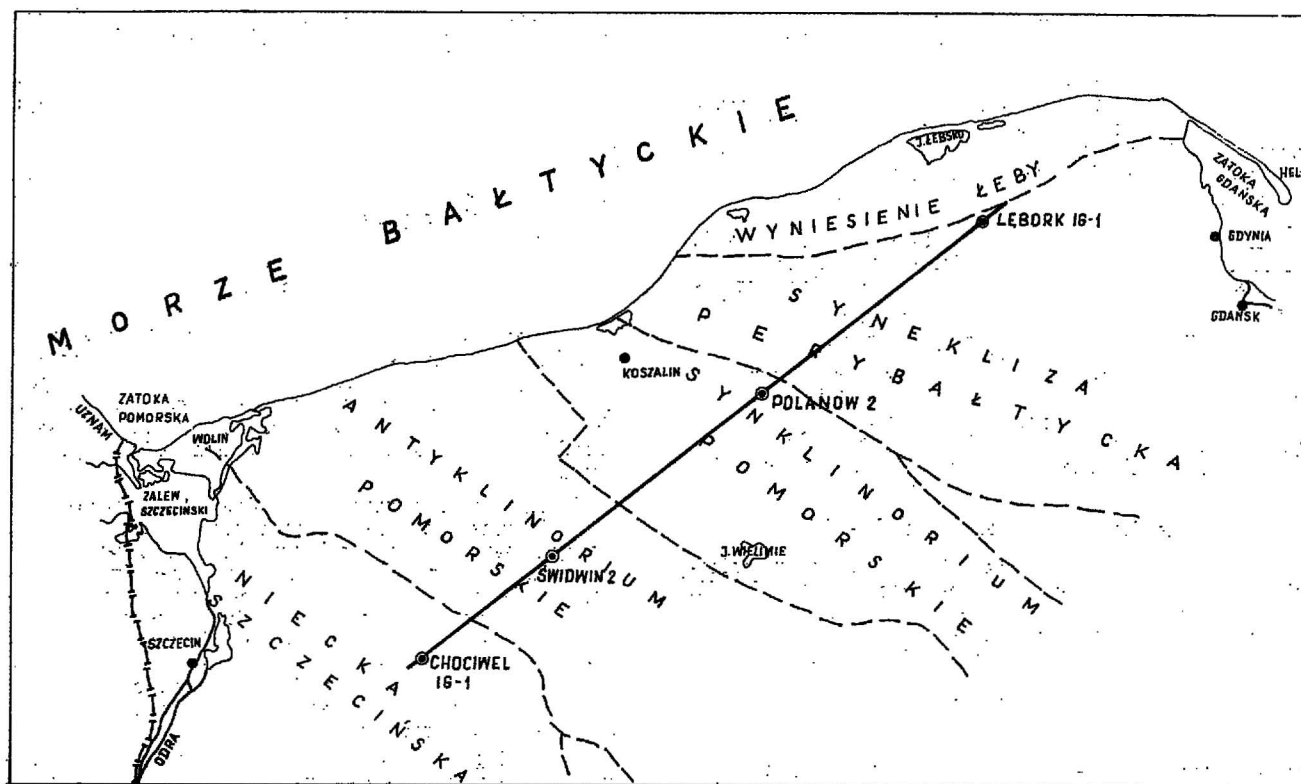 MORZE BAŁTYCKIE
J.ŁEBSKO
ZATOKA
GDAŃSKA
HEL
WYNIESIENIE ŁEBY
LĘBORK IG-1
GDYNIA
GDAŃSK
SYNEKLIZA
PERYBAŁTYCKA
KOSZALIN
POLANÓW 2
SYNKLINORIUM
POMORSKIE
ZATOKA
POMORSKA
UZNAM
WOLIN
ZALEW
SZCZECIŃSKI
ANTYKLINORIUM
POMORSKIE
J.WIELIMIE
ŚWIDWIN 2
NIECKA
SZCZECIŃSKA
SZCZECIN
CHOCIWEL
IG-1
ODRA